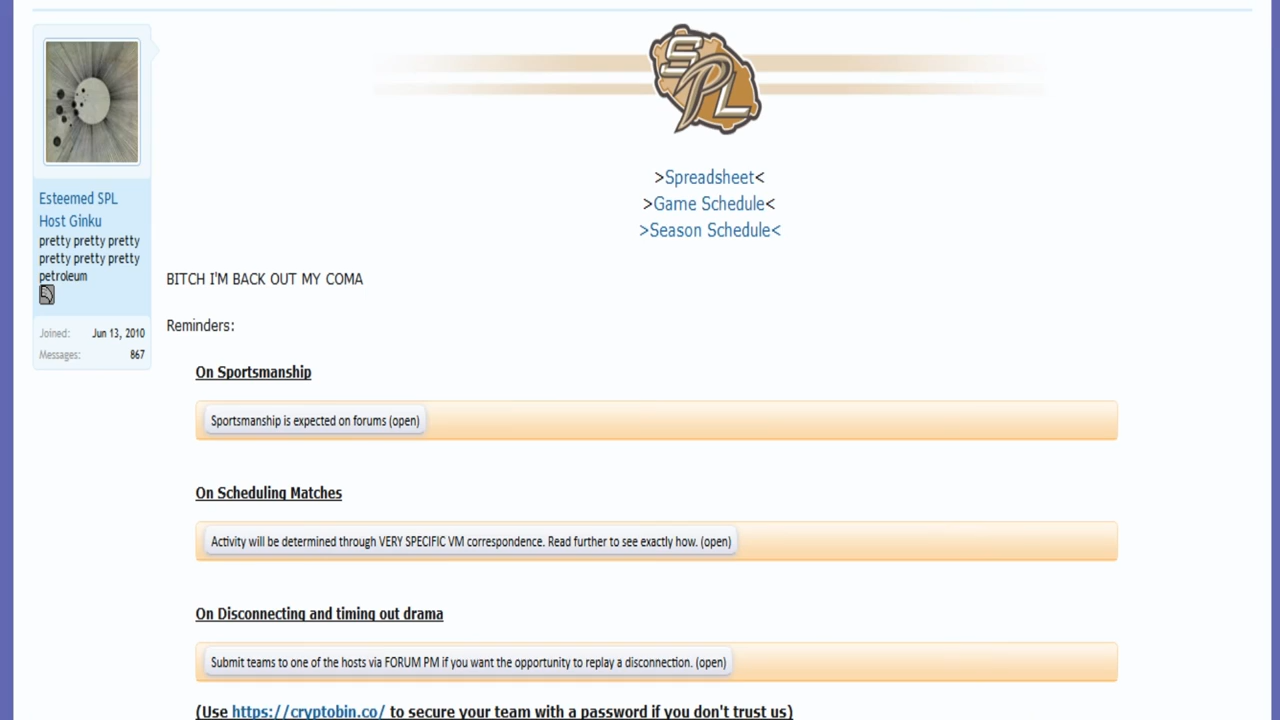 SPL
>Spreadsheet<
>Game Schedule<
>Season Schedule<
Esteemed SPL
Host Ginku
pretty pretty pretty
pretty pretty pretty
petroleum
Joined: Jun 13, 2010
Messages: 867
BITCH I'M BACK OUT MY COMA
Reminders:
On Sportsmanship
Sportsmanship is expected on forums (open)
On Scheduling Matches
Activity will be determined through VERY SPECIFIC VM correspondence. Read further to see exactly how. (open)
On Disconnecting and timing out drama
Submit teams to one of the hosts via FORUM PM if you want the opportunity to replay a disconnection. (open)
(Use https://cryptobin.co/ to secure your team with a password if you don't trust us)